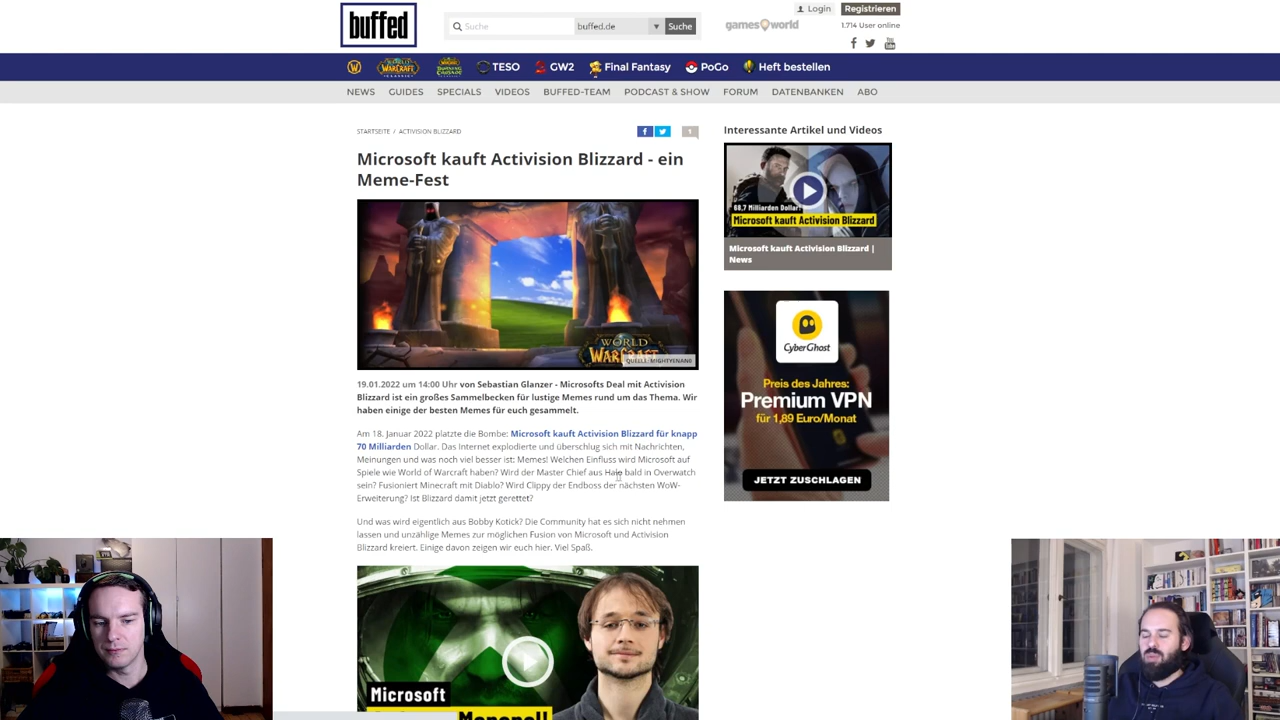 buffed
Suche
buffed.de
Suche
gamesworld
Login
Registrieren
1.714 User online
TESO
GW2
Final Fantasy
PoGo
Heft bestellen
NEWS
GUIDES
SPECIALS
VIDEOS
BUFFED-TEAM
PODCAST & SHOW
FORUM
DATENBANKEN
ABO
STARTSEITE / ACTIVISION BLIZZARD
1
Microsoft kauft Activision Blizzard - ein
Meme-Fest
WORLD
WARCRAFT
QUELLE: MIGHTYENAN0
19.01.2022 um 14:00 Uhr von Sebastian Glanzer - Microsofts Deal mit Activision
Blizzard ist ein großes Sammelbecken für lustige Memes rund um das Thema. Wir
haben einige der besten Memes für euch gesammelt.
Am 18. Januar 2022 platzte die Bombe: Microsoft kauft Activision Blizzard für knapp
70 Milliarden Dollar. Das Internet explodierte und überschlug sich mit Nachrichten,
Meinungen und was noch viel besser ist: Memes! Welchen Einfluss wird Microsoft auf
Spiele wie World of Warcraft haben? Wird der Master Chief aus Halo bald in Overwatch
sein? Fusioniert Minecraft mit Diablo? Wird Clippy der Endboss der nächsten WoW-
Erweiterung? Ist Blizzard damit jetzt gerettet?
Und was wird eigentlich aus Bobby Kotick? Die Community hat es sich nicht nehmen
lassen und unzählige Memes zur möglichen Fusion von Microsoft und Activision
Blizzard kreiert. Einige davon zeigen wir euch hier. Viel Spaß.
Microsoft
Interessante Artikel und Videos
68,7 Milliarden Dollar!
Microsoft kauft Activision Blizzard
Microsoft kauft Activision Blizzard |
News
CyberGhost
Preis des Jahres:
Premium VPN
für 1,89 Euro/Monat
JETZT ZUSCHLAGEN